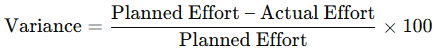 Variance = (Planned Effort – Actual Effort) / Planned Effort × 100